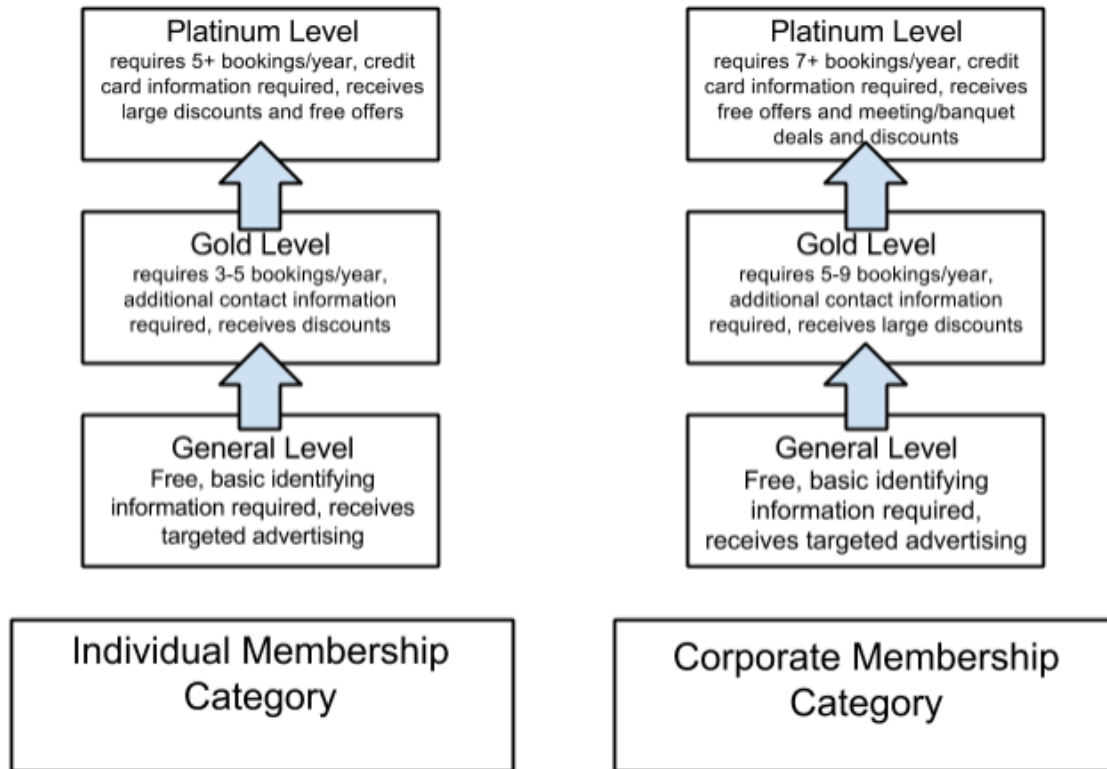 Platinum Level
requires 5+ bookings/year, credit
card information required, receives
large discounts and free offers
Gold Level
requires 3-5 bookings/year,
additional contact information
required, receives discounts
General Level
Free, basic identifying
information required, receives
targeted advertising
Individual Membership
Category
Platinum Level
requires 7+ bookings/year, credit
card information required, receives
free offers and meeting/banquet
deals and discounts
Gold Level
requires 5-9 bookings/year,
additional contact information
required, receives large discounts
General Level
Free, basic identifying
information required,
receives targeted advertising
Corporate Membership
Category